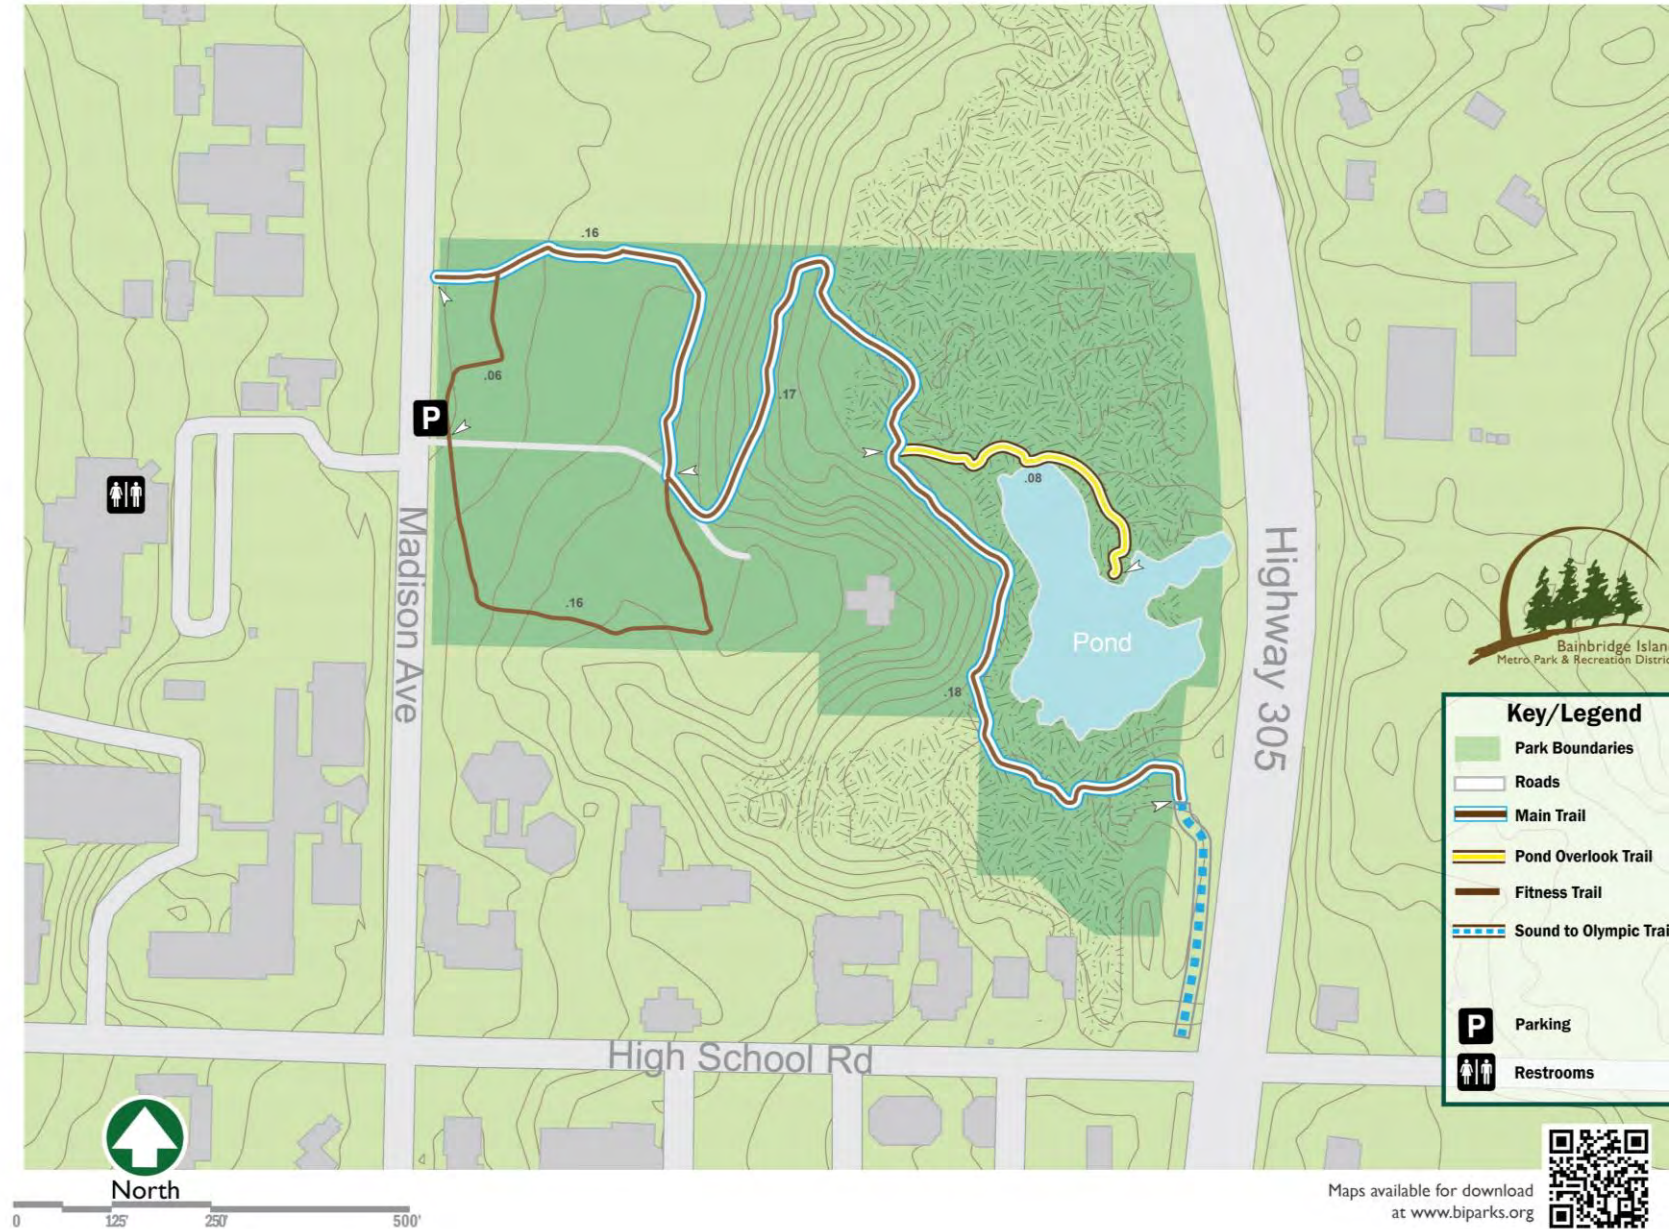 .16
.06
.17
P
.08
Madison Ave
.16
Pond
Highway 305
.18
High School Rd
Bainbridge Islan
Metro Park & Recreation Distric
Key/Legend
Park Boundaries
Roads
Main Trail
Pond Overlook Trail
Fitness Trail
Sound to Olympic Trai
P
Parking
Restrooms
North
0
125'
250'
500'
Maps available for download
at www.biparks.org